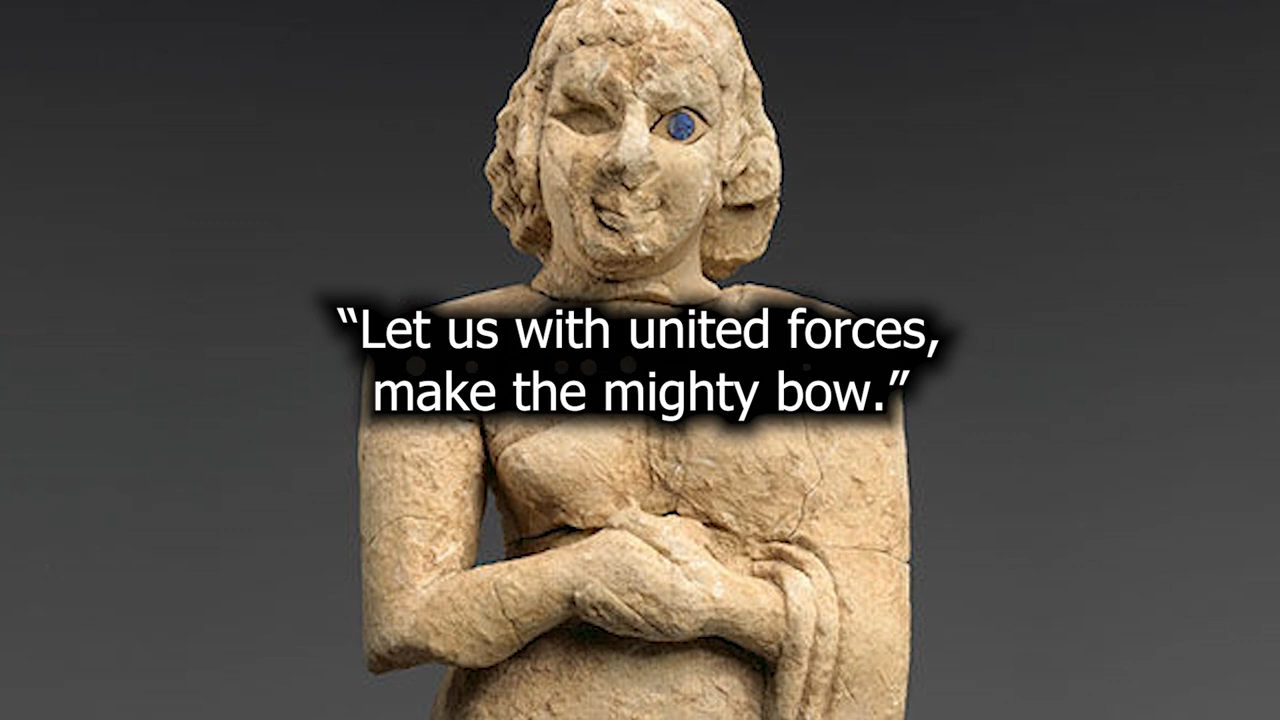 “Let us with united forces,
make the mighty bow.”